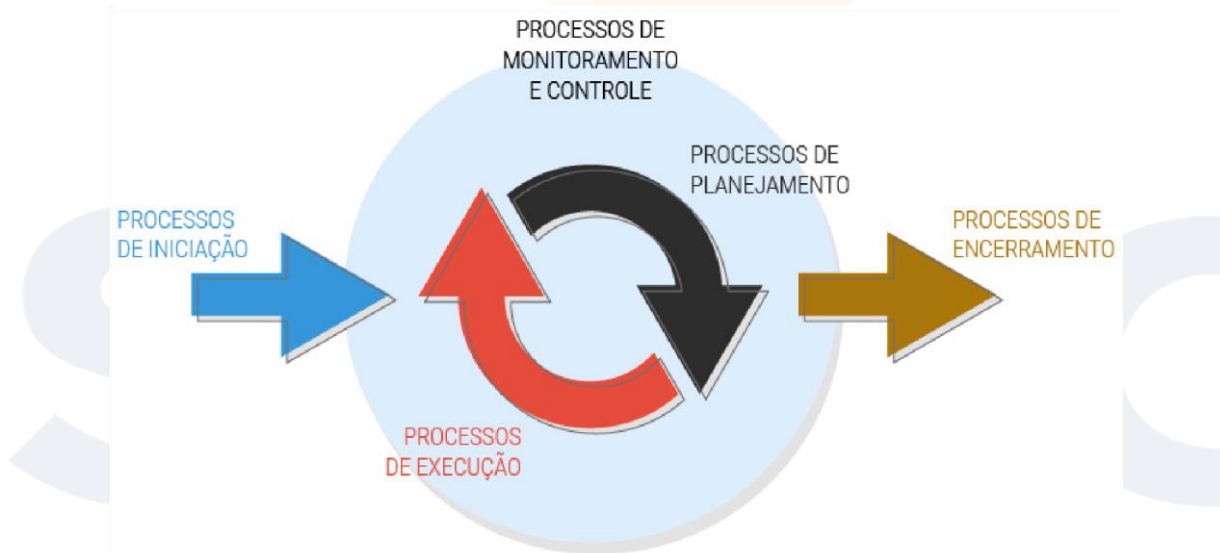 PROCESSOS DE
MONITORAMENTO
E CONTROLE
PROCESSOS DE
PLANEJAMENTO
PROCESSOS
DE INICIAÇÃO
PROCESSOS DE
ENCERRAMENTO
PROCESSOS
DE EXECUÇÃO